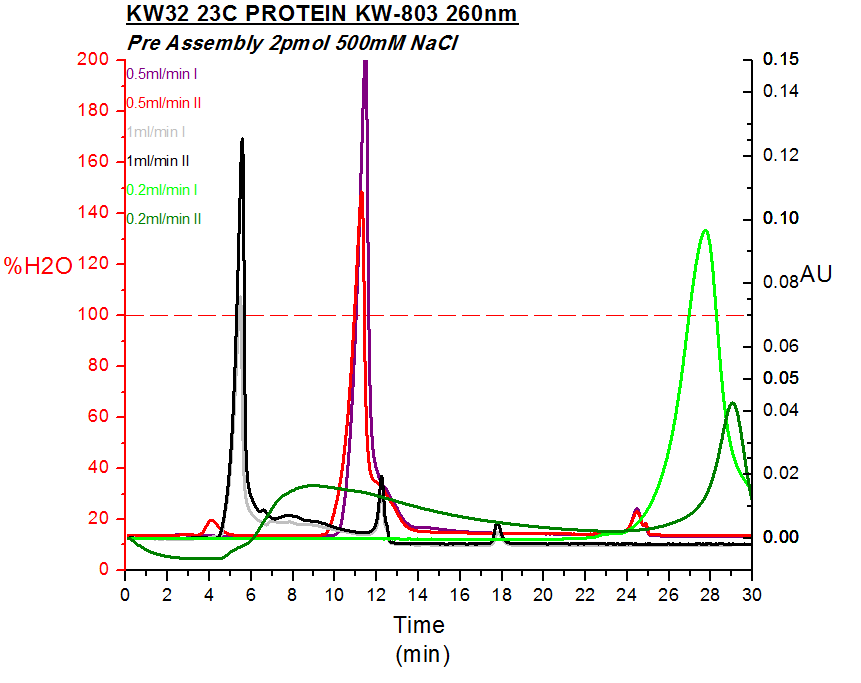 KW32 23C PROTEIN KW-803 260nm
Pre Assembly 2pmol 500mM NaCl
200
180
160
140
120
100
80
60
40
20
0
%H2O
0.5ml/min I
0.5ml/min II
1ml/min I
1ml/min II
0.2ml/min I
0.2ml/min II
0.15
0.14
0.12
0.10
0.08
0.06
0.05
0.04
0.02
0.00
AU
0 2 4 6 8 10 12 14 16 18 20 22 24 26 28 30
Time
(min)